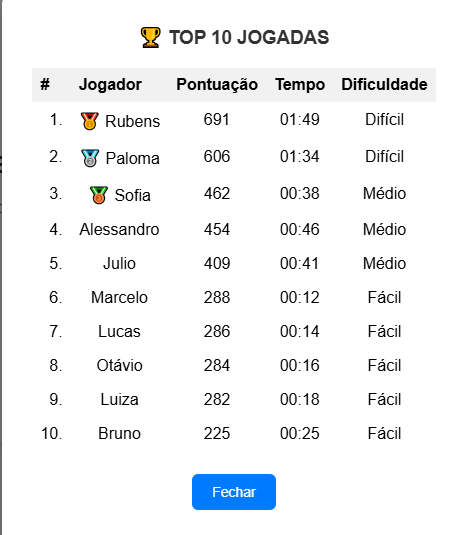 🏆 TOP 10 JOGADAS
# Jogador Pontuação Tempo Dificuldade
1. 🥇 Rubens 691 01:49 Difícil
2. 🥈 Paloma 606 01:34 Difícil
3. 🥉 Sofia 462 00:38 Médio
4. Alessandro 454 00:46 Médio
5. Julio 409 00:41 Médio
6. Marcelo 288 00:12 Fácil
7. Lucas 286 00:14 Fácil
8. Otávio 284 00:16 Fácil
9. Luiza 282 00:18 Fácil
10. Bruno 225 00:25 Fácil
Fechar